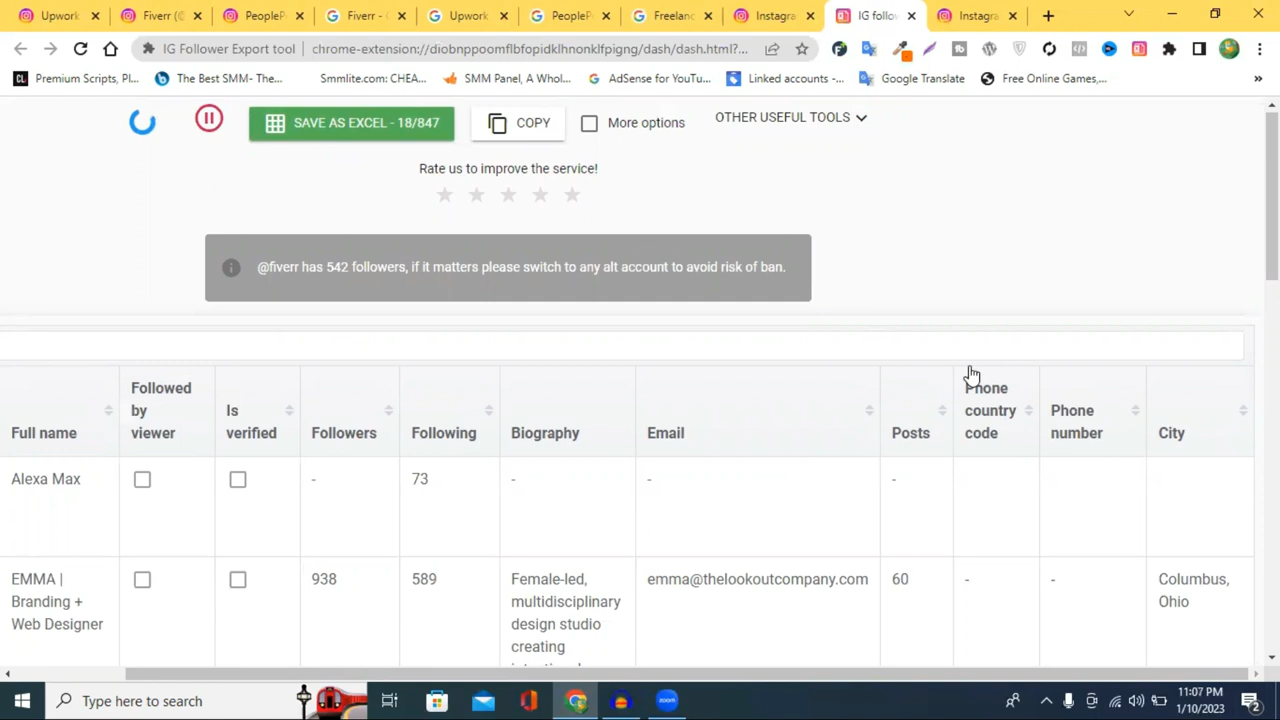 Upwork
Fiverr (@
PeopleP
Fiverr - 
Upwork
PeopleP
Freelanc
Instagra
IG follow
Instagra
IG Follower Export tool chrome-extension://diobnppoomflbfopidklhnonklfpigng/dash/dash.html?...
Premium Scripts, Pl... The Best SMM- The... Smmlite.com: CHEA... SMM Panel, A Whol... AdSense for YouTu... Linked accounts -... Google Translate Free Online Games,... »
SAVE AS EXCEL - 18/847 COPY More options OTHER USEFUL TOOLS
Rate us to improve the service!
@fiverr has 542 followers, if it matters please switch to any alt account to avoid risk of ban.
Full name
Followed
by
viewer
Is
verified
Followers
Following
Biography
Email
Posts
Phone
country
code
Phone
number
City
Alexa Max - 73 - - -
EMMA |
Branding +
Web Designer
938
589
Female-led,
multidisciplinary
design studio
creating
emma@thelookoutcompany.com
60
-
-
Columbus,
Ohio
Type here to search
zoom
11:07 PM
1/10/2023
2